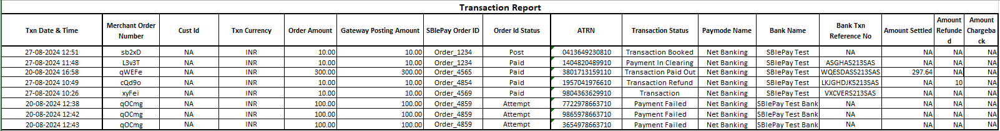 Transaction Report
Txn Date & Time Merchant Order Number Cust Id Txn Currency Order Amount Gateway Posting Amount SBIePay Order ID Order Id Status ATRN Transaction Status Paymode Name Bank Name Bank Txn Reference No Amount Settled Amount Refunded Amount Chargeback
27-08-2024 12:51 sb2xD NA INR 10.00 10.00 Order_1234 Post 0413649230810 Transaction Booked Net Banking SBIePay Test NA NA NA NA
27-08-2024 11:48 L3v3T NA INR 10.00 10.00 Order_1234 Paid 1404820489910 Payment In Clearing Net Banking SBIePay Test ASGHAS213SAS NA NA NA
20-08-2024 16:58 qWEFe NA INR 300.00 300.00 Order_4565 Paid 3801713159110 Transaction Paid Out Net Banking SBIePay Test WQESDASS213SAS 297.64 NA NA
27-08-2024 10:49 cQd9o NA INR 10.00 10.00 Order_4854 Paid 1957041976610 Transaction Refund Net Banking SBIePay Test LKJGHDJKS213SAS NA 10 NA
27-08-2024 10:26 xyFei NA INR 10.00 10.00 Order_4569 Paid 9804363629910 Transaction Net Banking SBIePay Test VXCVERS213SAS NA NA NA
20-08-2024 12:38 qOCmg NA INR 100.00 100.00 Order_4859 Attempt 7722978663710 Payment Failed Net Banking SBIePay Test Bank NA NA NA NA
20-08-2024 12:42 qOCmg NA INR 100.00 100.00 Order_4859 Attempt 9865978663710 Payment Failed Net Banking SBIePay Test Bank NA NA NA NA
20-08-2024 12:43 qOCmg NA INR 100.00 100.00 Order_4859 Attempt 3654978663710 Payment Failed Net Banking SBIePay Test Bank NA NA NA NA